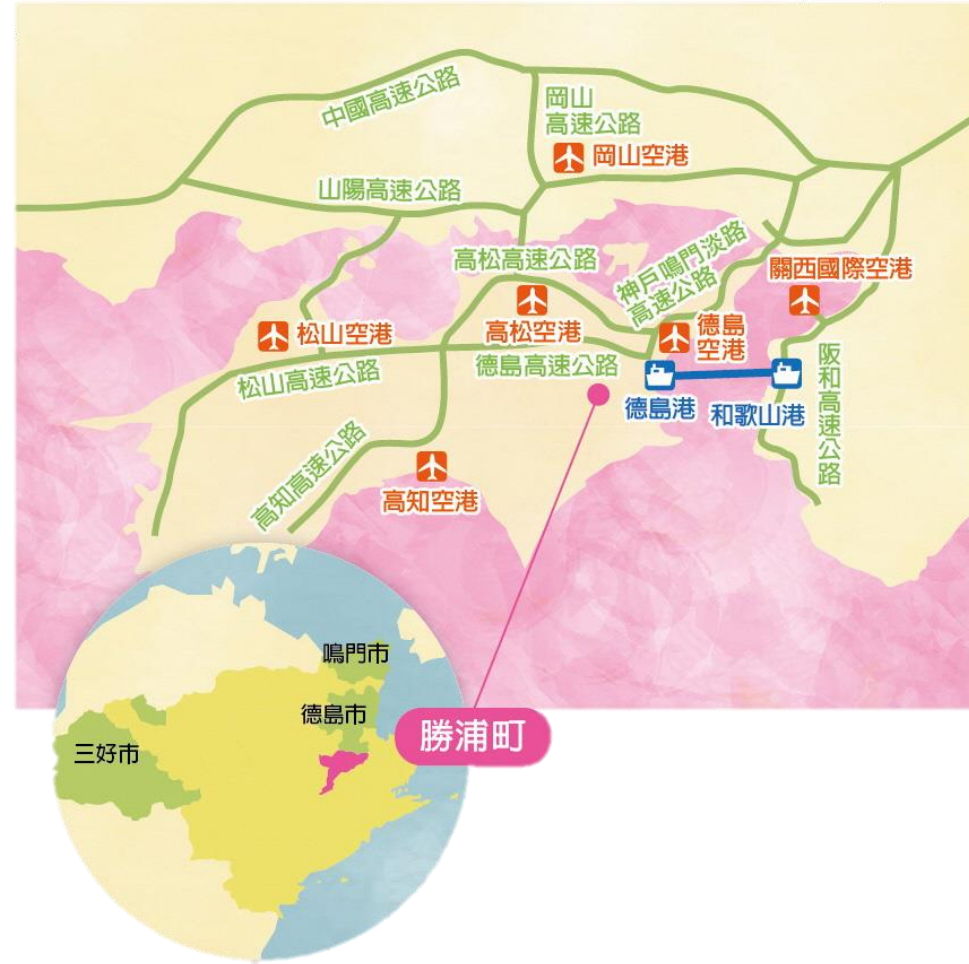 中國高速公路
岡山
高速公路
岡山空港
山陽高速公路
高松高速公路
神戶鳴門淡路
高速公路
關西國際空港
松山空港
高松空港
德島
空港
松山高速公路
德島高速公路
德島港
和歌山港
阪和高速公路
高知高速公路
高知空港
鳴門市
德島市
三好市
勝浦町